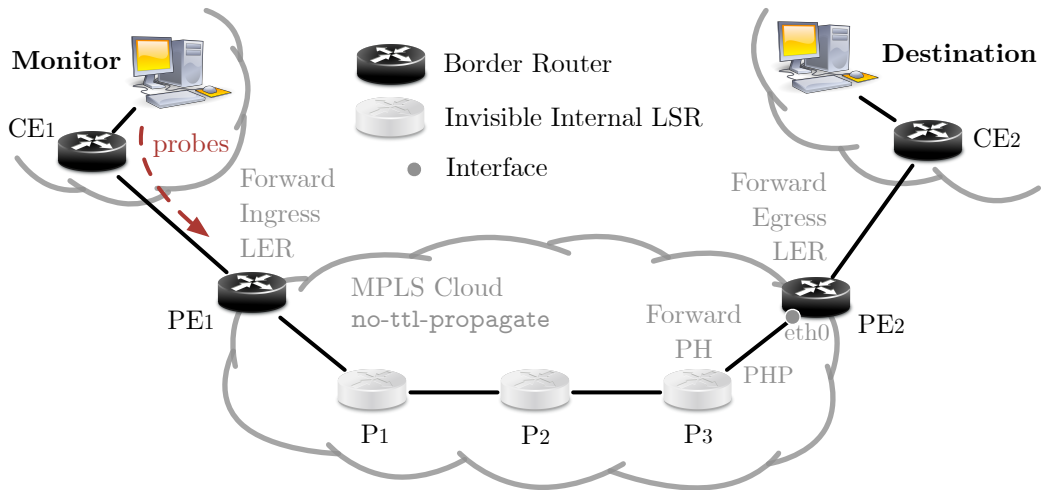 Monitor
Destination
Border Router
Invisible Internal LSR
Interface
CE1
probes
CE2
Forward
Ingress
LER
Forward
Egress
LER
MPLS Cloud
no-ttl-propagate
PE1
PE2
eth0
Forward
PH
PHP
P1
P2
P3